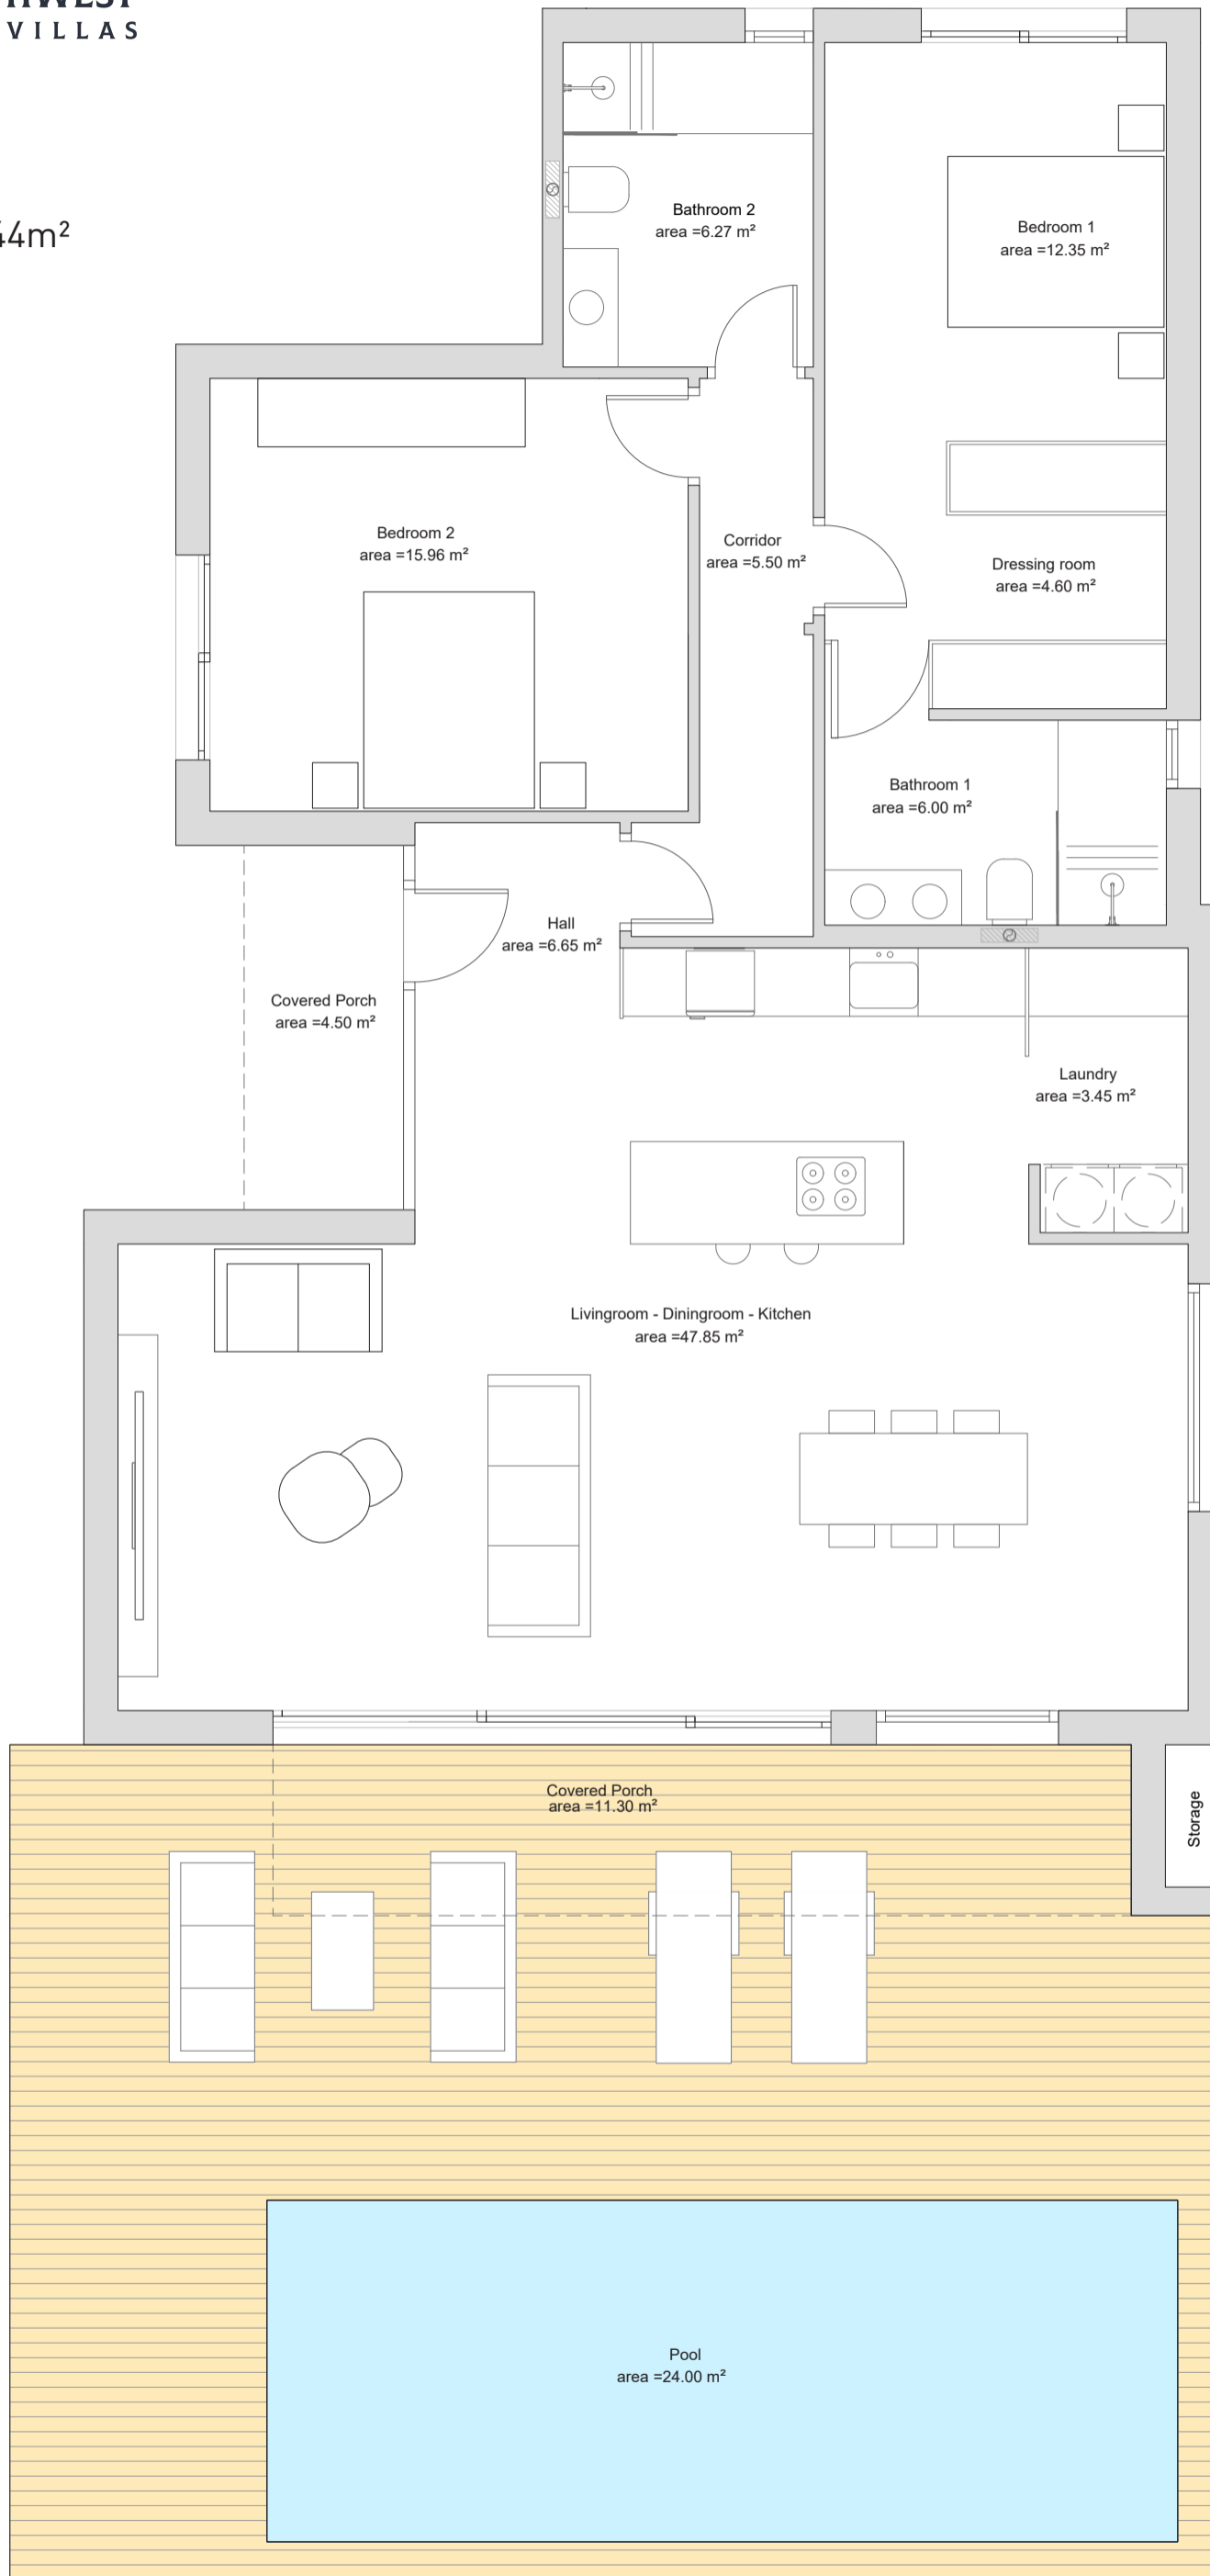 VILLAS
44m²
Bathroom 2
area =6.27 m²
Bedroom 1
area =12.35 m²
Bedroom 2
area =15.96 m²
Corridor
area =5.50 m²
Dressing room
area =4.60 m²
Bathroom 1
area =6.00 m²
Hall
area =6.65 m²
Covered Porch
area =4.50 m²
Laundry
area =3.45 m²
Livingroom - Diningroom - Kitchen
area =47.85 m²
Covered Porch
area =11.30 m²
Storage
Pool
area =24.00 m²